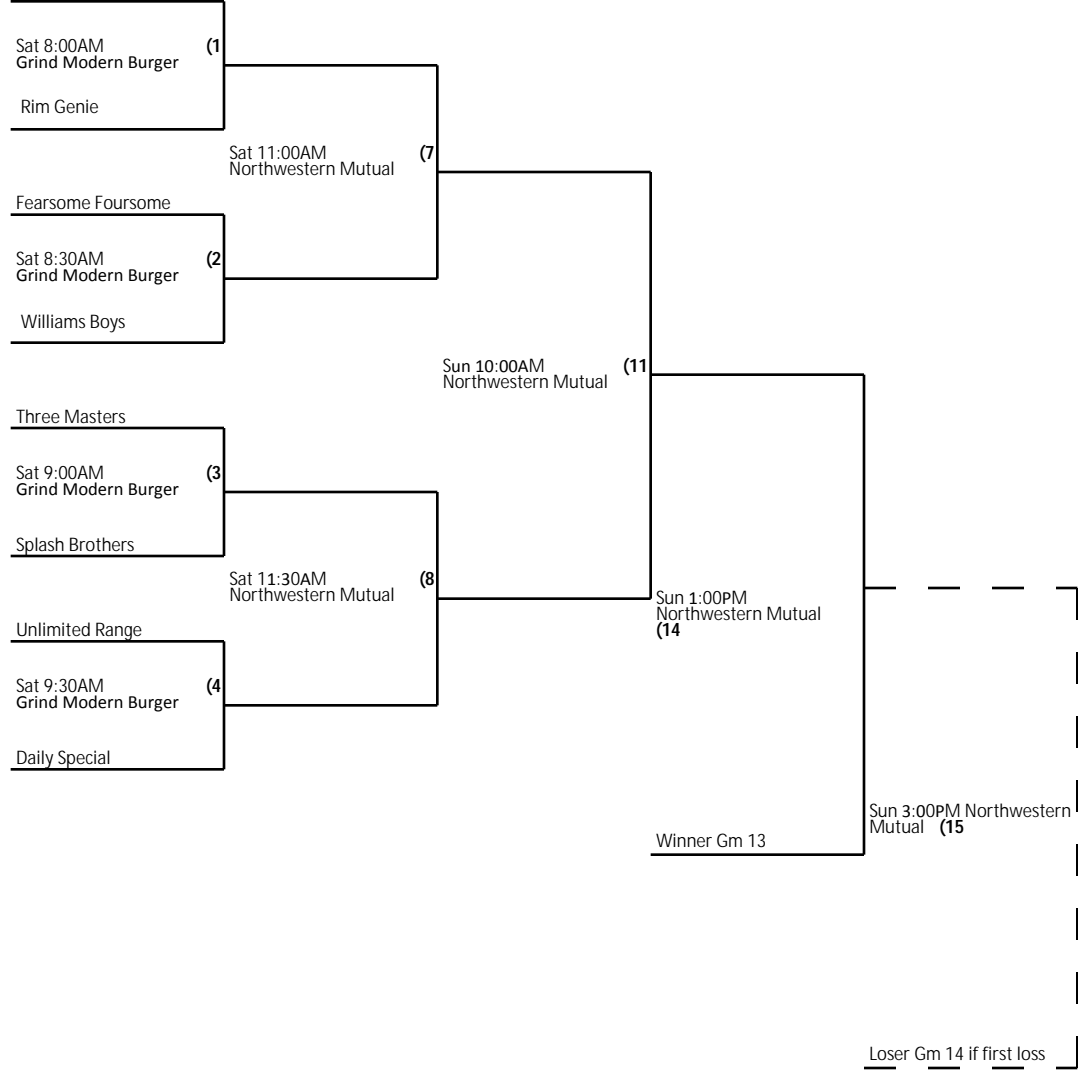 Sat 8:00AM (1
Grind Modern Burger
Rim Genie
Sat 11:00AM (7
Northwestern Mutual
Fearsome Foursome
Sat 8:30AM (2
Grind Modern Burger
Williams Boys
Sun 10:00AM (11
Northwestern Mutual
Three Masters
Sat 9:00AM (3
Grind Modern Burger
Splash Brothers
Sat 11:30AM (8
Northwestern Mutual
Sun 1:00PM
Northwestern Mutual
(14
Unlimited Range
Sat 9:30AM (4
Grind Modern Burger
Daily Special
Sun 3:00PM Northwestern
Mutual (15
Winner Gm 13
Loser Gm 14 if first loss